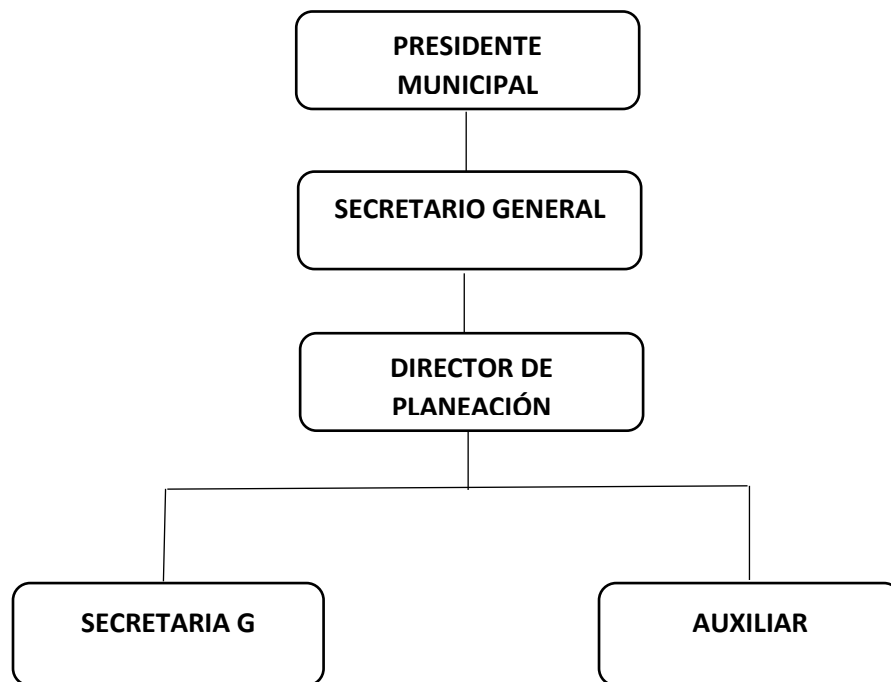 PRESIDENTE
MUNICIPAL
SECRETARIO GENERAL
DIRECTOR DE
PLANEACIÓN
SECRETARIA G
AUXILIAR